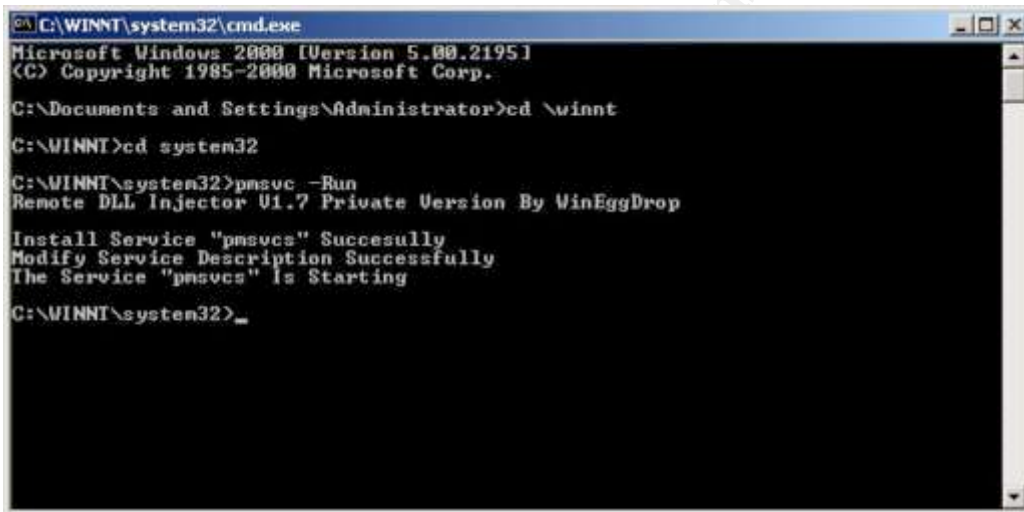 C:\WINNT\system32\cmd.exe
Microsoft Windows 2000 [Version 5.00.2195]
(C) Copyright 1985-2000 Microsoft Corp.
C:\Documents and Settings\Administrator>cd \winnt
C:\WINNT>cd system32
C:\WINNT\system32>pmsvc -Run
Remote DLL Injector V1.7 Private Version By WinEggDrop
Install Service "pmsvcs" Succesully
Modify Service Description Successfully
The Service "pmsvcs" Is Starting
C:\WINNT\system32>_